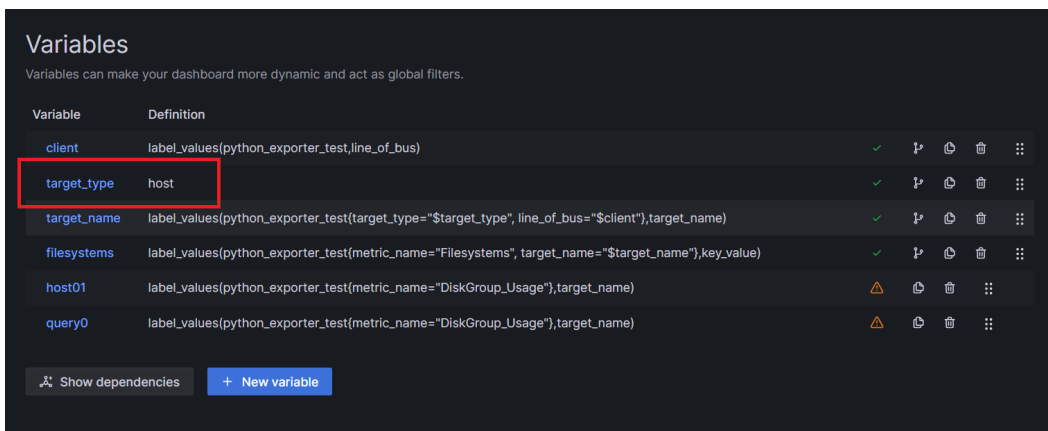 Variables
Variables can make your dashboard more dynamic and act as global filters.
Variable Definition
client label_values(python_exporter_test,line_of_bus)
target_type host
target_name label_values(python_exporter_test{target_type="$target_type", line_of_bus="$client"},target_name)
filesystems label_values(python_exporter_test{metric_name="Filesystems", target_name="$target_name"},key_value)
host01 label_values(python_exporter_test{metric_name="DiskGroup_Usage"},target_name)
query0 label_values(python_exporter_test{metric_name="DiskGroup_Usage"},target_name)
Show dependencies + New variable